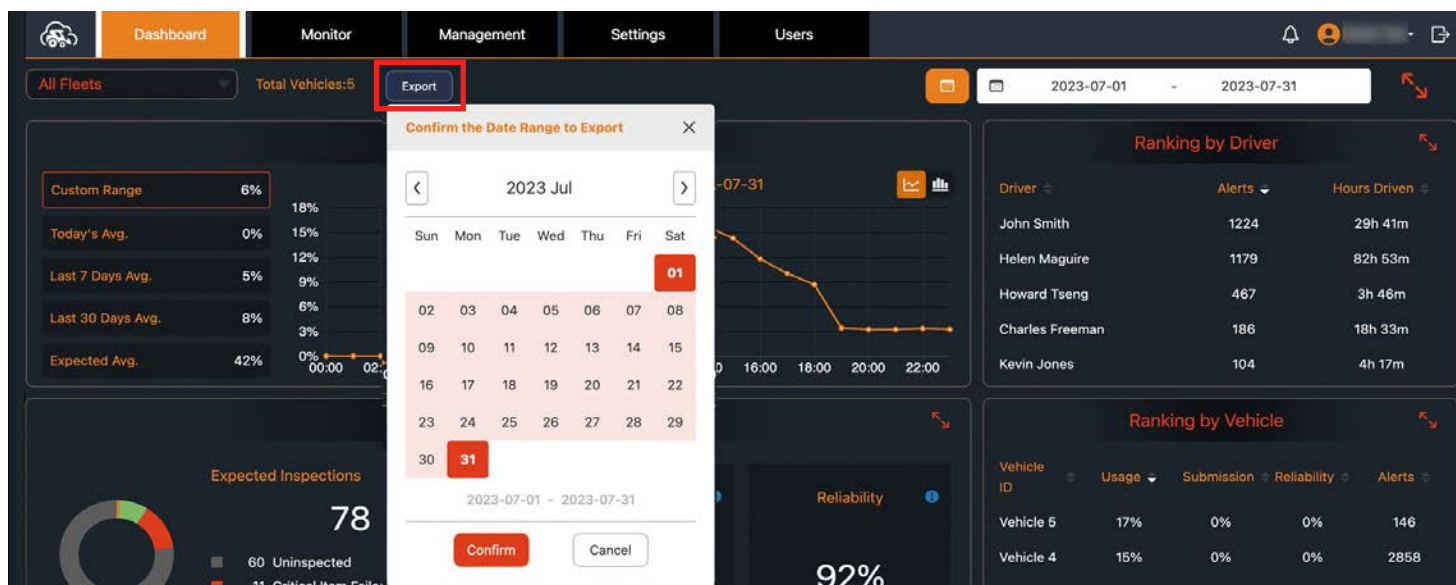 Dashboard Monitor Management Settings Users
All Fleets Total Vehicles:5 Export 2023-07-01 - 2023-07-31
Confirm the Date Range to Export
2023 Jul
Sun Mon Tue Wed Thu Fri Sat
01
02 03 04 05 06 07 08
09 10 11 12 13 14 15
16 17 18 19 20 21 22
23 24 25 26 27 28 29
30 31
2023-07-01 - 2023-07-31
Confirm Cancel
Custom Range 6%
Today's Avg. 0%
Last 7 Days Avg. 5%
Last 30 Days Avg. 8%
Expected Avg. 42%
-07-31
18%
15%
12%
9%
6%
3%
0%
00:00 02: 16:00 18:00 20:00 22:00
Ranking by Driver
Driver Alerts Hours Driven
John Smith 1224 29h 41m
Helen Maguire 1179 82h 53m
Howard Tseng 467 3h 46m
Charles Freeman 186 18h 33m
Kevin Jones 104 4h 17m
Expected Inspections
78
60 Uninspected
11 Critical Item
Reliability
92%
Ranking by Vehicle
Vehicle ID Usage Submission Reliability Alerts
Vehicle 5 17% 0% 0% 146
Vehicle 4 15% 0% 0% 2858